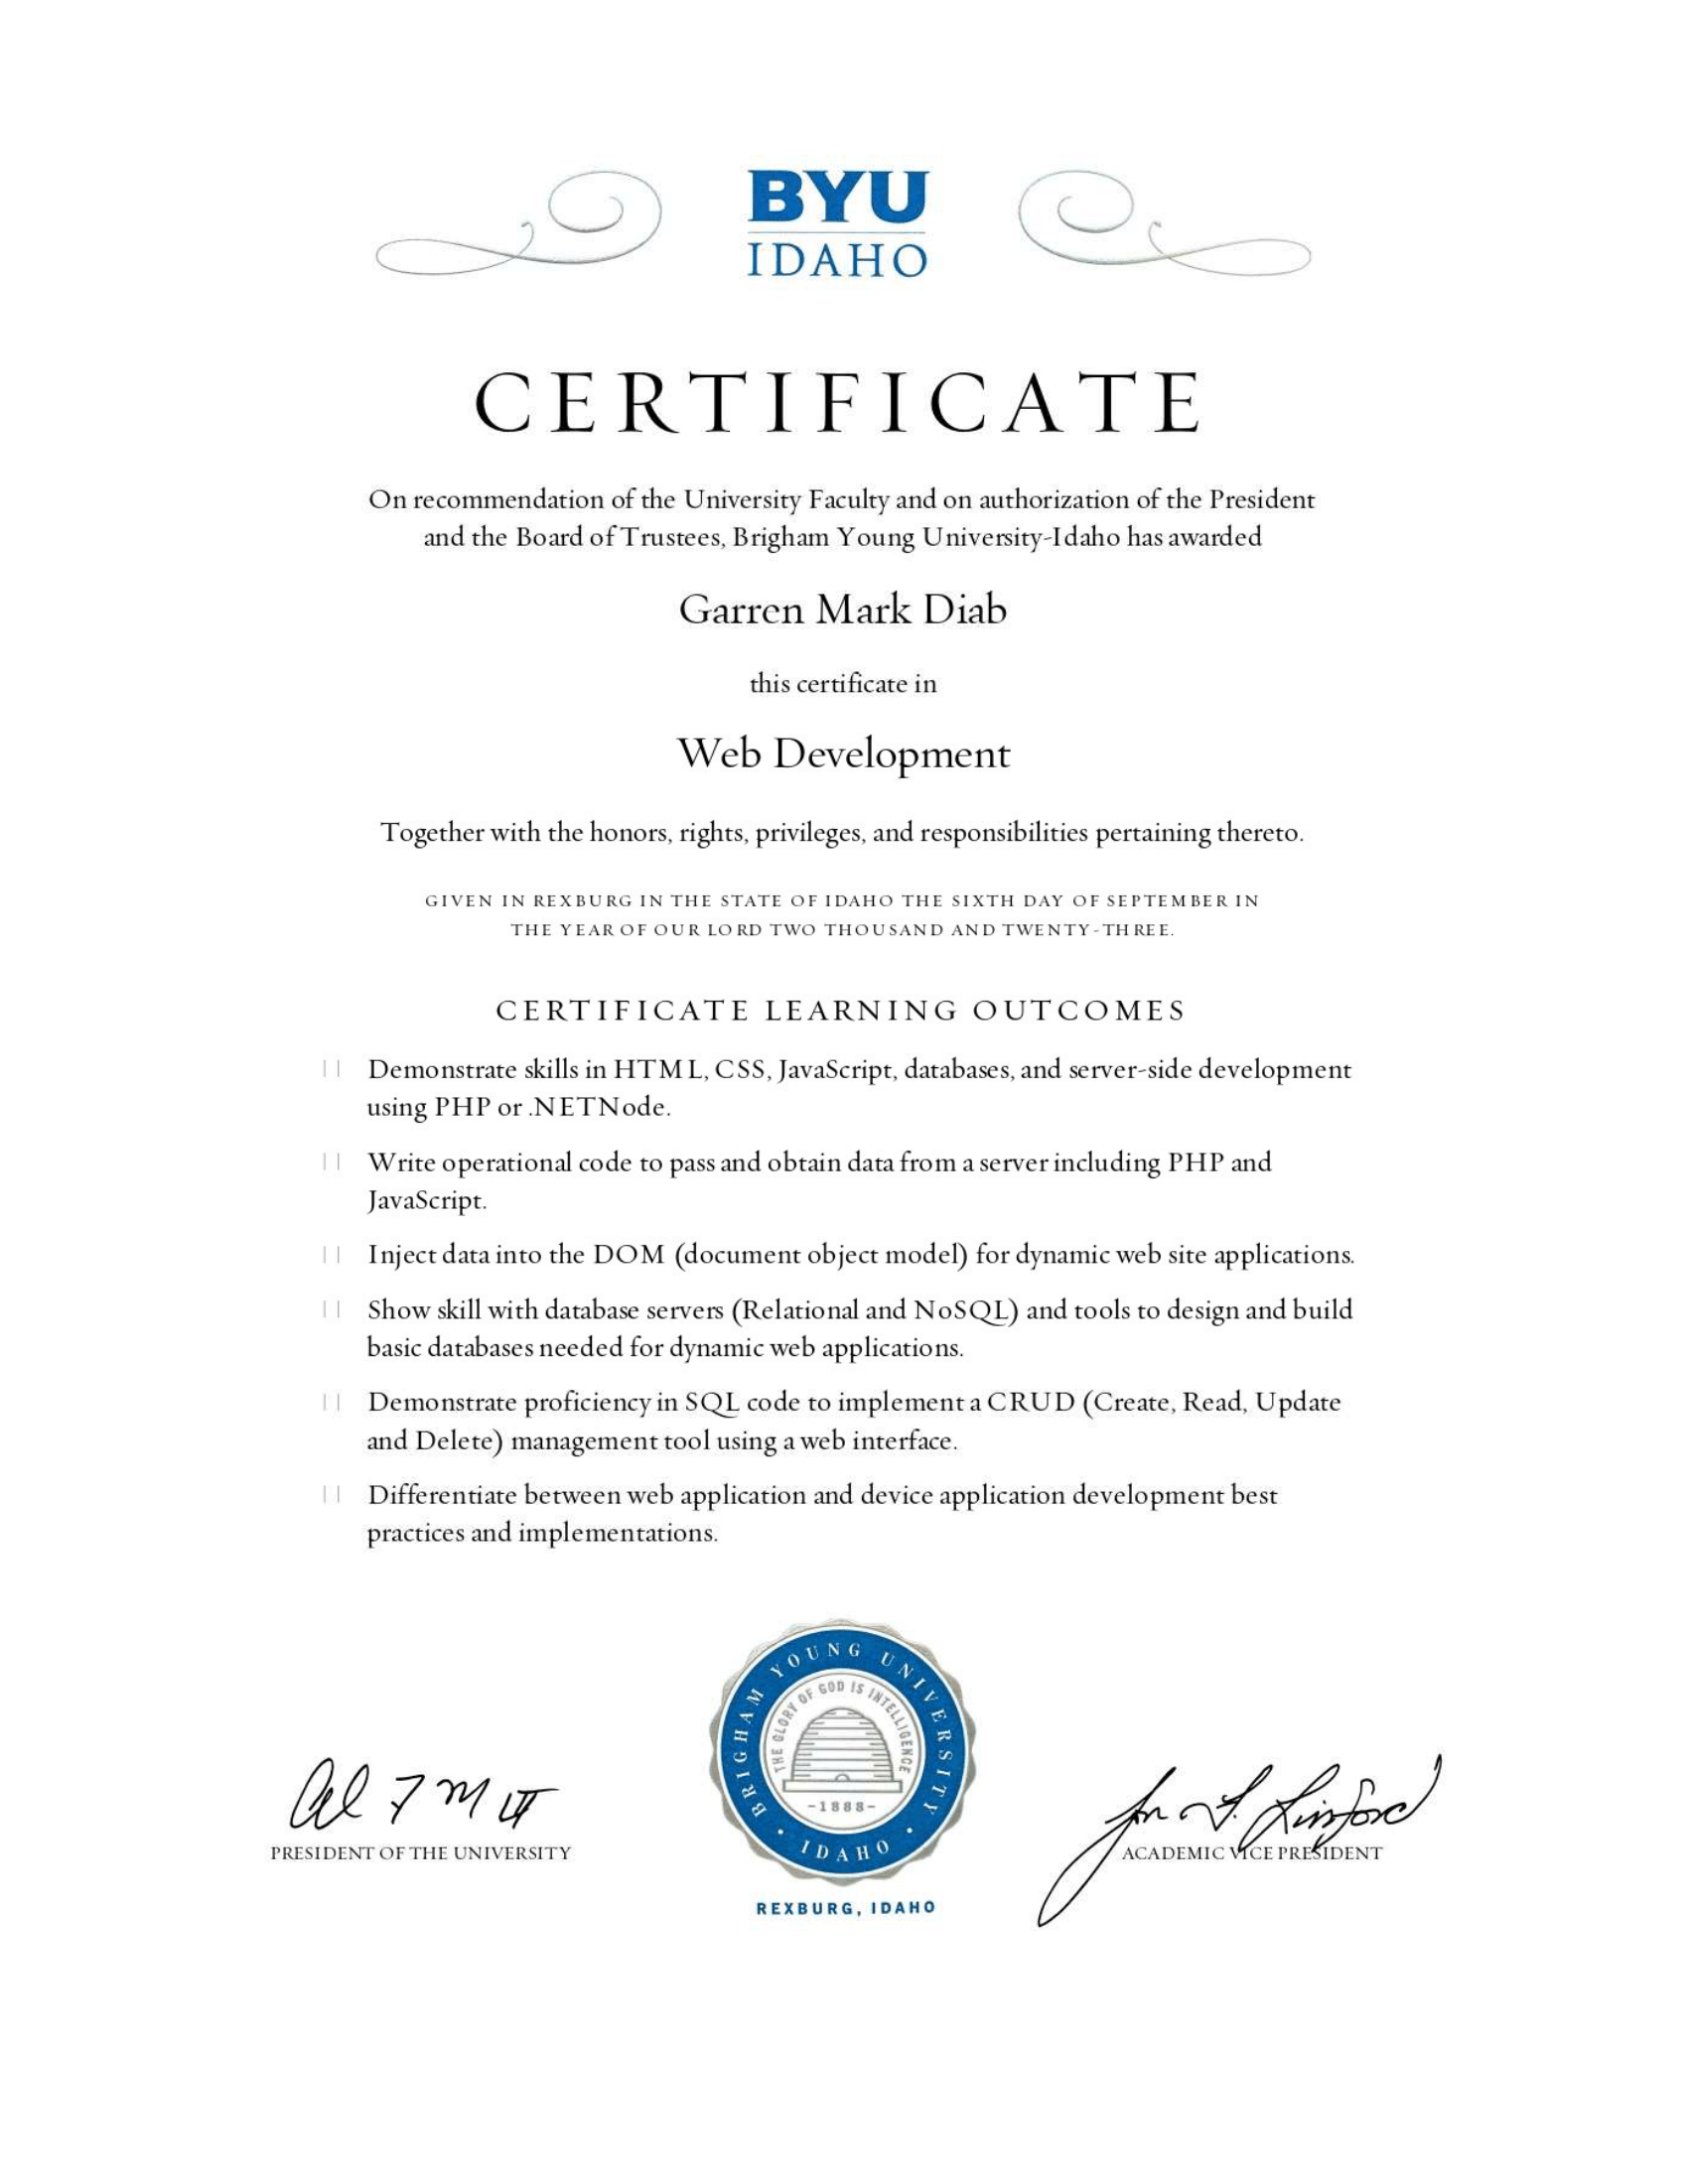 BYU
IDAHO
CERTIFICATE
On recommendation of the University Faculty and on authorization of the President
and the Board of Trustees, Brigham Young University-Idaho has awarded
Garren Mark Diab
this certificate in
Web Development
Together with the honors, rights, privileges, and responsibilities pertaining thereto.
GIVEN IN REXBURG IN THE STATE OF IDAHO THE SIXTH DAY OF SEPTEMBER IN
THE YEAR OF OUR LORD TWO THOUSAND AND TWENTY-THREE.
CERTIFICATE LEARNING OUTCOMES
Demonstrate skills in HTML, CSS, JavaScript, databases, and server-side development
using PHP or .NETNode.
Write operational code to pass and obtain data from a server including PHP and
JavaScript.
Inject data into the DOM (document object model) for dynamic web site applications.
Show skill with database servers (Relational and NoSQL) and tools to design and build
basic databases needed for dynamic web applications.
Demonstrate proficiency in SQL code to implement a CRUD (Create, Read, Update
and Delete) management tool using a web interface.
Differentiate between web application and device application development best
practices and implementations.
BRIGHAM YOUNG UNIVERSITY
THE GLORY OF GOD IS INTELLIGENCE
-1888-
• IDAHO •
REXBURG, IDAHO
PRESIDENT OF THE UNIVERSITY
ACADEMIC VICE PRESIDENT